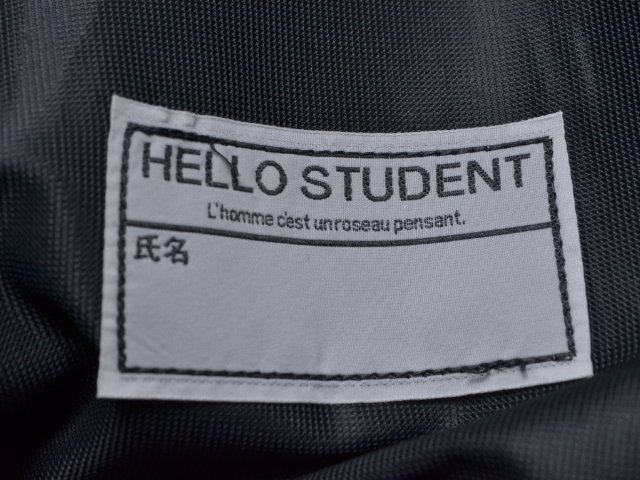 HELLO STUDENT
L'homme c'est un roseau pensant.
氏名